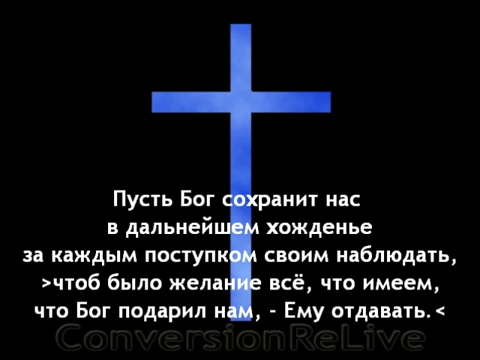 Пусть Бог сохранит нас
в дальнейшем хожденье
за каждым поступком своим наблюдать,
>чтоб было желание всё, что имеем,
что Бог подарил нам, - Ему отдавать.<
ConversionReLive